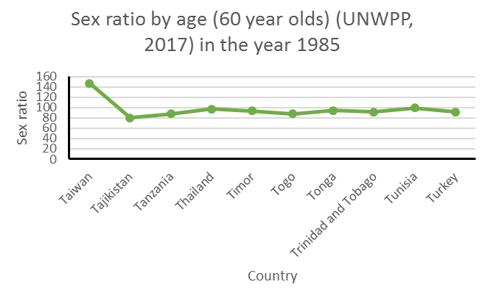 Sex ratio by age (60 year olds) (UNWPP,
2017) in the year 1985
Sex ratio
160
140
120
100
80
60
40
20
0
Taiwan
Tajikistan
Tanzania
Thailand
Timor
Togo
Tonga
Trinidad and Tobago
Tunisia
Turkey
Country